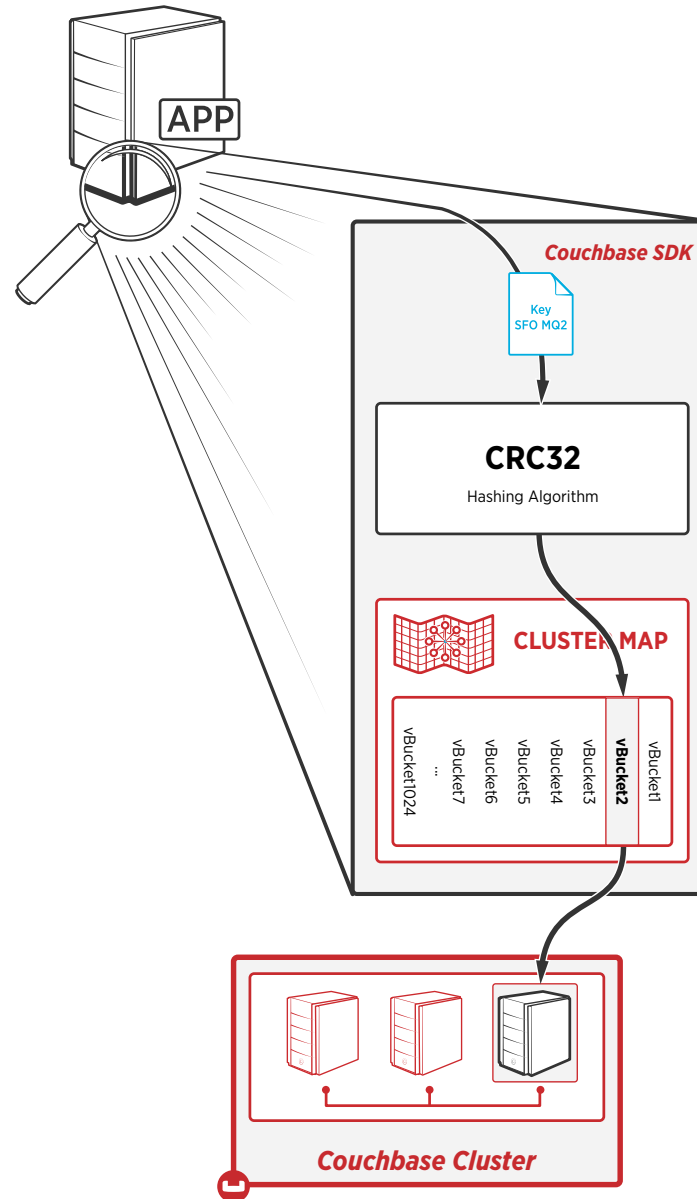 APP
Couchbase SDK
Key
SFO MQ2
CRC32
Hashing Algorithm
CLUSTER MAP
vBucket1
vBucket2
vBucket3
vBucket4
vBucket5
vBucket6
vBucket7
...
vBucket1024
Couchbase Cluster